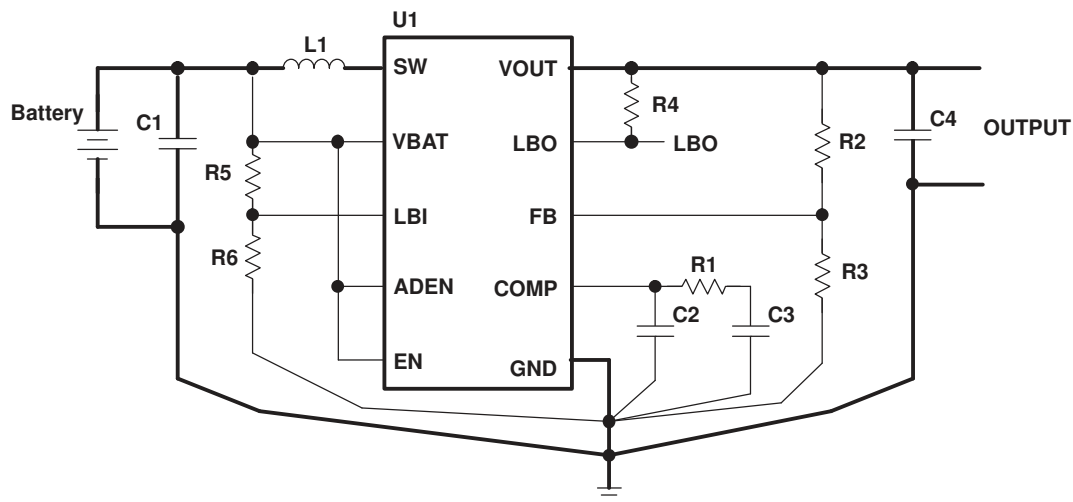 U1
L1
SW
VOUT
Battery
C1
R4
C4
OUTPUT
VBAT
LBO
LBO
R2
R5
LBI
FB
R6
R1
R3
ADEN
COMP
C2
C3
EN
GND